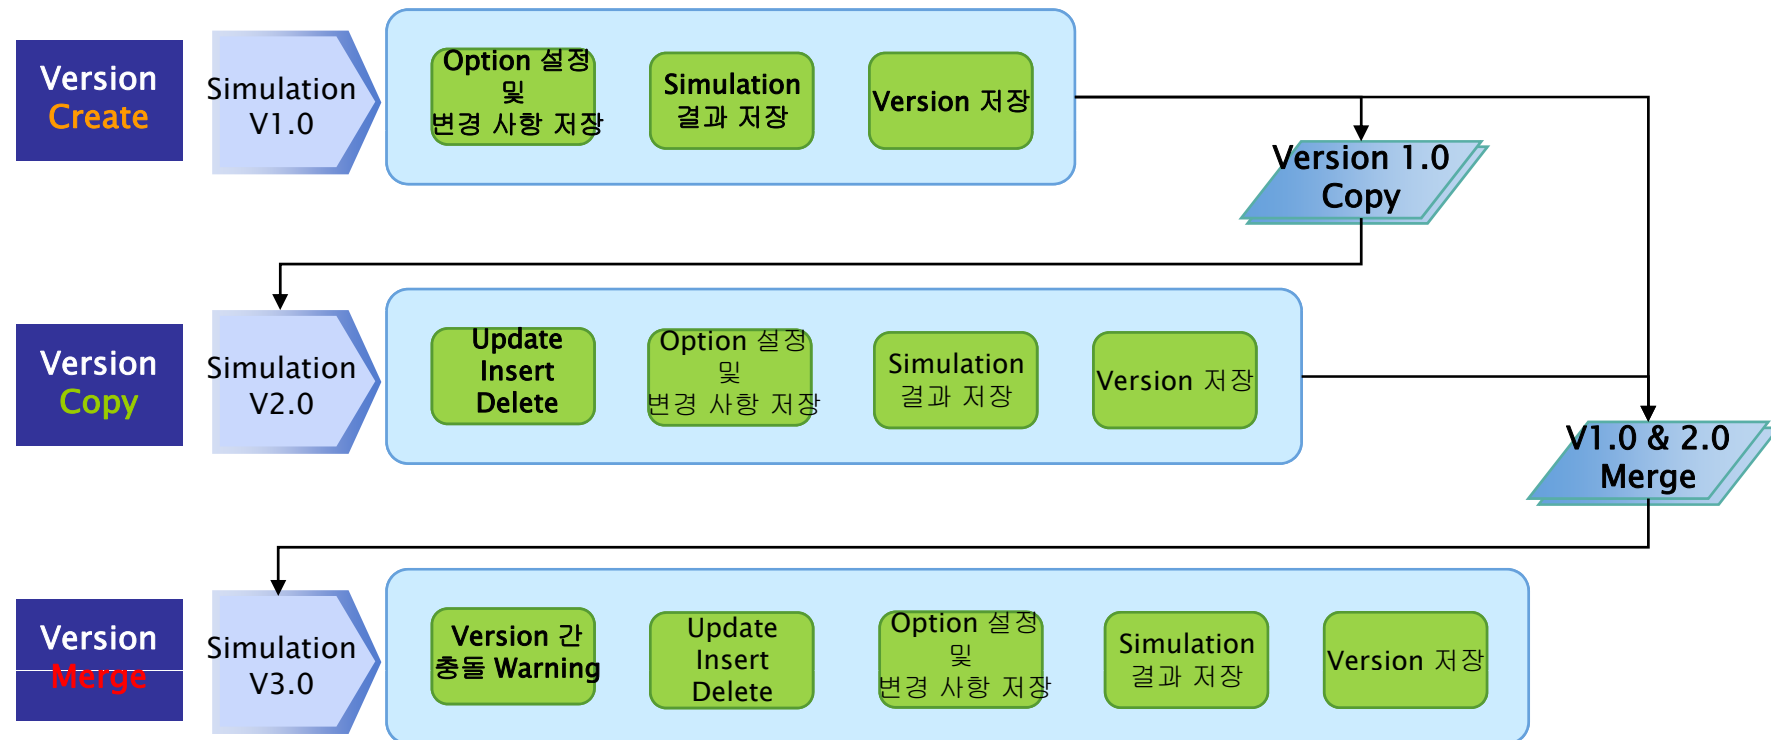 Version
Create
Simulation
V1.0
Option 설정
및
변경 사항 저장
Simulation
결과 저장
Version 저장
Version 1.0
Copy
Version
Copy
Simulation
V2.0
Update
Insert
Delete
Option 설정
및
변경 사항 저장
Simulation
결과 저장
Version 저장
V1.0 & 2.0
Merge
Version
Merge
Simulation
V3.0
Version 간
충돌 Warning
Update
Insert
Delete
Option 설정
및
변경 사항 저장
Simulation
결과 저장
Version 저장